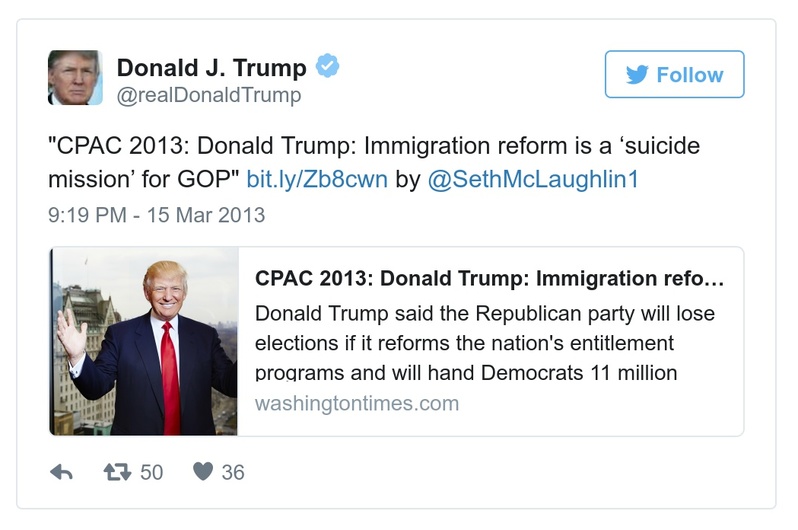 Donald J. Trump
@realDonaldTrump
Follow
"CPAC 2013: Donald Trump: Immigration reform is a ‘suicide
mission’ for GOP" bit.ly/Zb8cwn by @SethMcLaughlin1
9:19 PM - 15 Mar 2013
CPAC 2013: Donald Trump: Immigration refo…
Donald Trump said the Republican party will lose
elections if it reforms the nation's entitlement
programs and will hand Democrats 11 million
washingtontimes.com
50 36